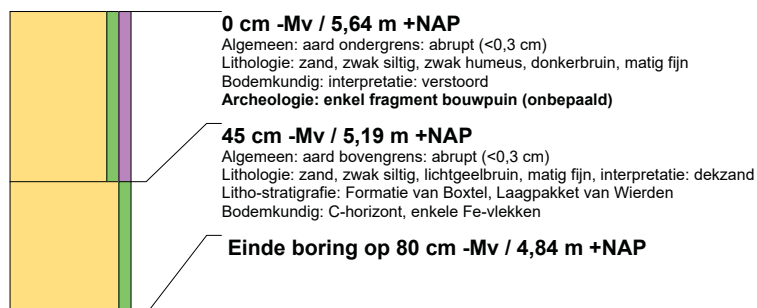 0 cm -Mv / 5,64 m +NAP
Algemeen: aard ondergrens: abrupt (<0,3 cm)
Lithologie: zand, zwak siltig, zwak humeus, donkerbruin, matig fijn
Bodemkundig: interpretatie: verstoord
Archeologie: enkel fragment bouwpuin (onbepaald)
45 cm -Mv / 5,19 m +NAP
Algemeen: aard bovengrens: abrupt (<0,3 cm)
Lithologie: zand, zwak siltig, lichtgeelbruin, matig fijn, interpretatie: dekzand
Litho-stratigrafie: Formatie van Boxtel, Laagpakket van Wierden
Bodemkundig: C-horizont, enkele Fe-vlekken
Einde boring op 80 cm -Mv / 4,84 m +NAP